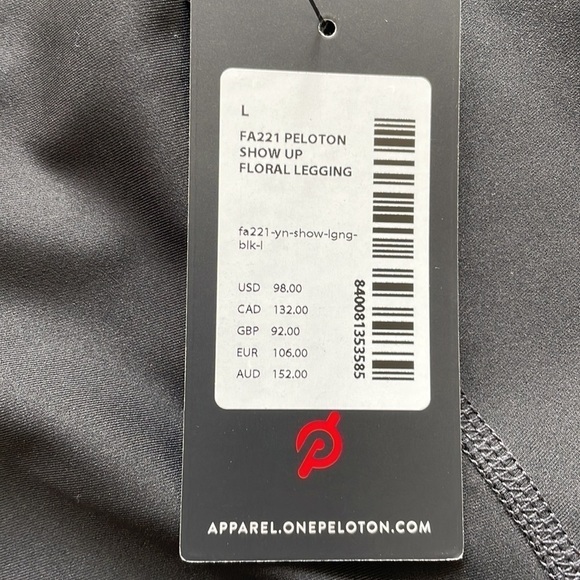 L
FA221 PELOTON
SHOW UP
FLORAL LEGGING
fa221-yn-show-lgng-
blk-l
USD 98.00
CAD 132.00
GBP 92.00
EUR 106.00
AUD 152.00
840081353585
APPAREL.ONEPELOTON.COM